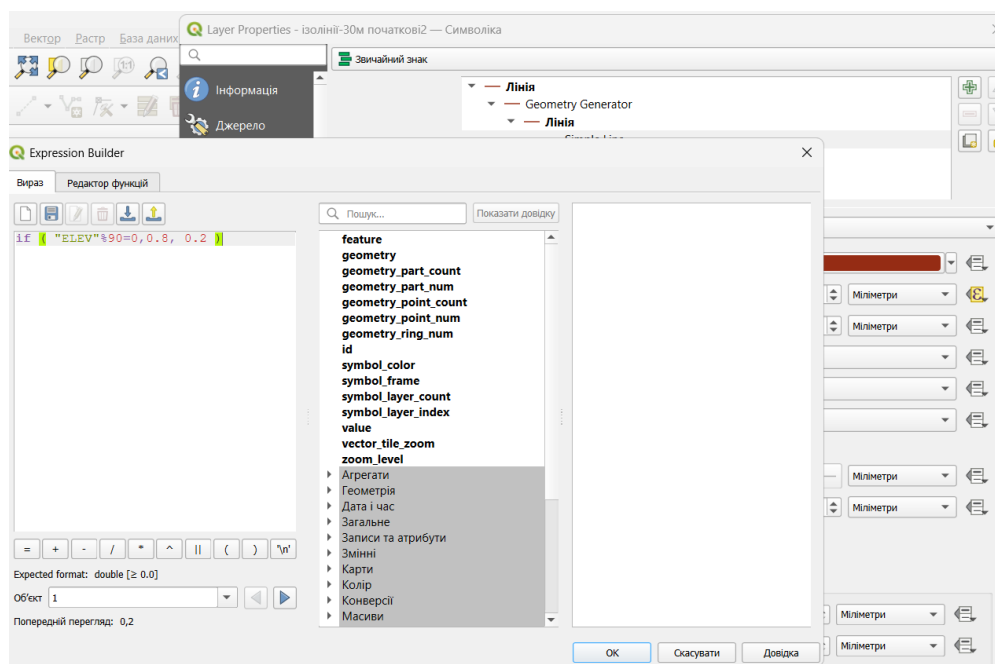 Layer Properties - ізолінії-30м початкові2 — Символіка
Вектор Растр База даних
Звичайний знак
Інформація
Джерело
Лінія
Geometry Generator
Лінія
Simple Line
Expression Builder
Вираз Редактор функцій
Пошук... Показати довідку
if ( "ELEV"%90=0,0.8, 0.2 )
feature
geometry
geometry_part_count
geometry_part_num
geometry_point_count
geometry_point_num
geometry_ring_num
id
symbol_color
symbol_frame
symbol_layer_count
symbol_layer_index
value
vector_tile_zoom
zoom_level
Агрегати
Геометрія
Дата і час
Загальне
Записи та атрибути
Змінні
Карти
Колір
Конверсії
Масиви
= + - / * ^ || ( ) '\n'
Expected format: double [≥ 0.0]
Об'єкт 1
Попередній перегляд: 0,2
Міліметри
Міліметри
Міліметри
Міліметри
Міліметри
Міліметри
ОК Скасувати Довідка